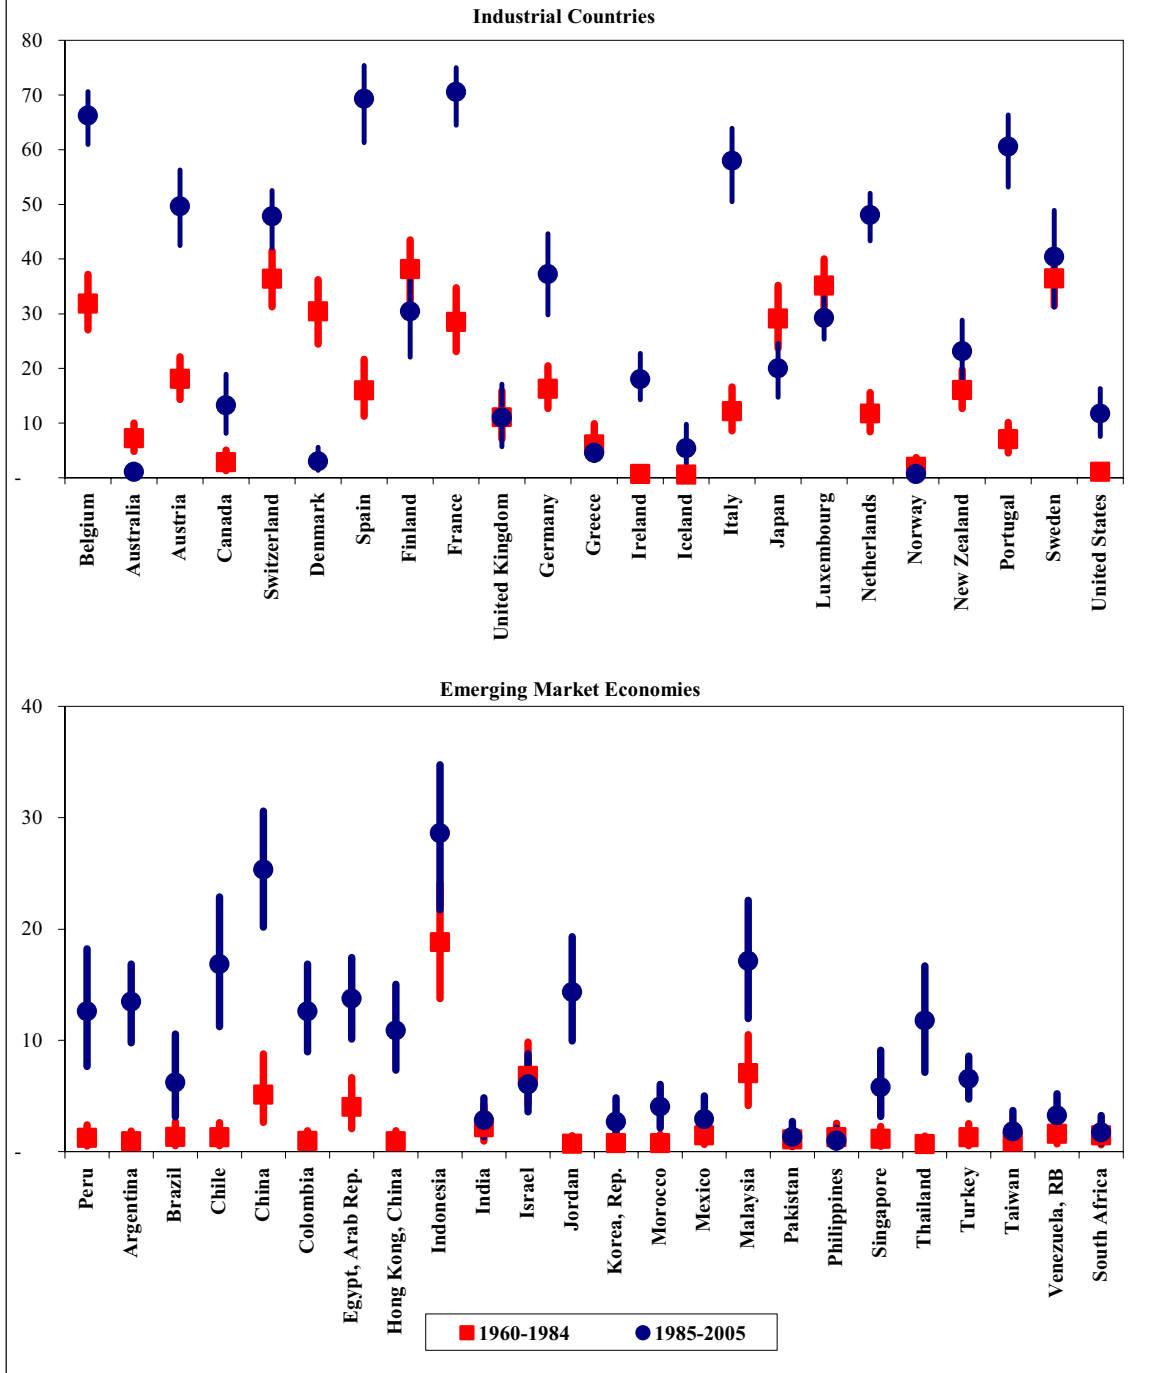 Industrial Countries
80
70
60
50
40
30
20
10
-
Belgium
Australia
Austria
Canada
Switzerland
Denmark
Spain
Finland
France
United Kingdom
Germany
Greece
Ireland
Iceland
Italy
Japan
Luxembourg
Netherlands
Norway
New Zealand
Portugal
Sweden
United States
Emerging Market Economies
40
30
20
10
-
Peru
Argentina
Brazil
Chile
China
Colombia
Egypt, Arab Rep.
Hong Kong, China
Indonesia
India
Israel
Jordan
Korea, Rep.
Morocco
Mexico
Malaysia
Pakistan
Philippines
Singapore
Thailand
Turkey
Taiwan
Venezuela, RB
South Africa
1960-1984 1985-2005